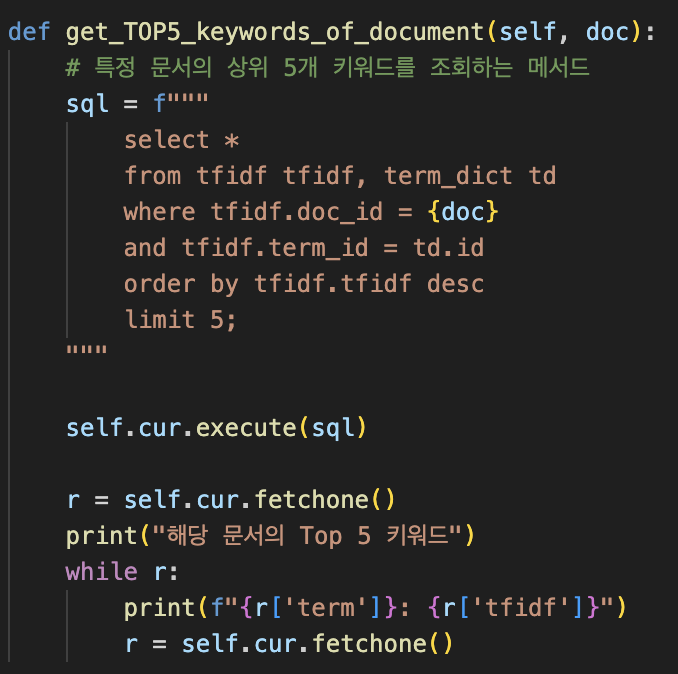 def get_TOP5_keywords_of_document(self, doc):
    # 특정 문서의 상위 5개 키워드를 조회하는 메서드
    sql = f"""
        select *
        from tfidf tfidf, term_dict td
        where tfidf.doc_id = {doc}
        and tfidf.term_id = td.id
        order by tfidf.tfidf desc
        limit 5;
    """
    self.cur.execute(sql)
    r = self.cur.fetchone()
    print("해당 문서의 Top 5 키워드")
    while r:
        print(f"{r['term']}: {r['tfidf']}")
        r = self.cur.fetchone()